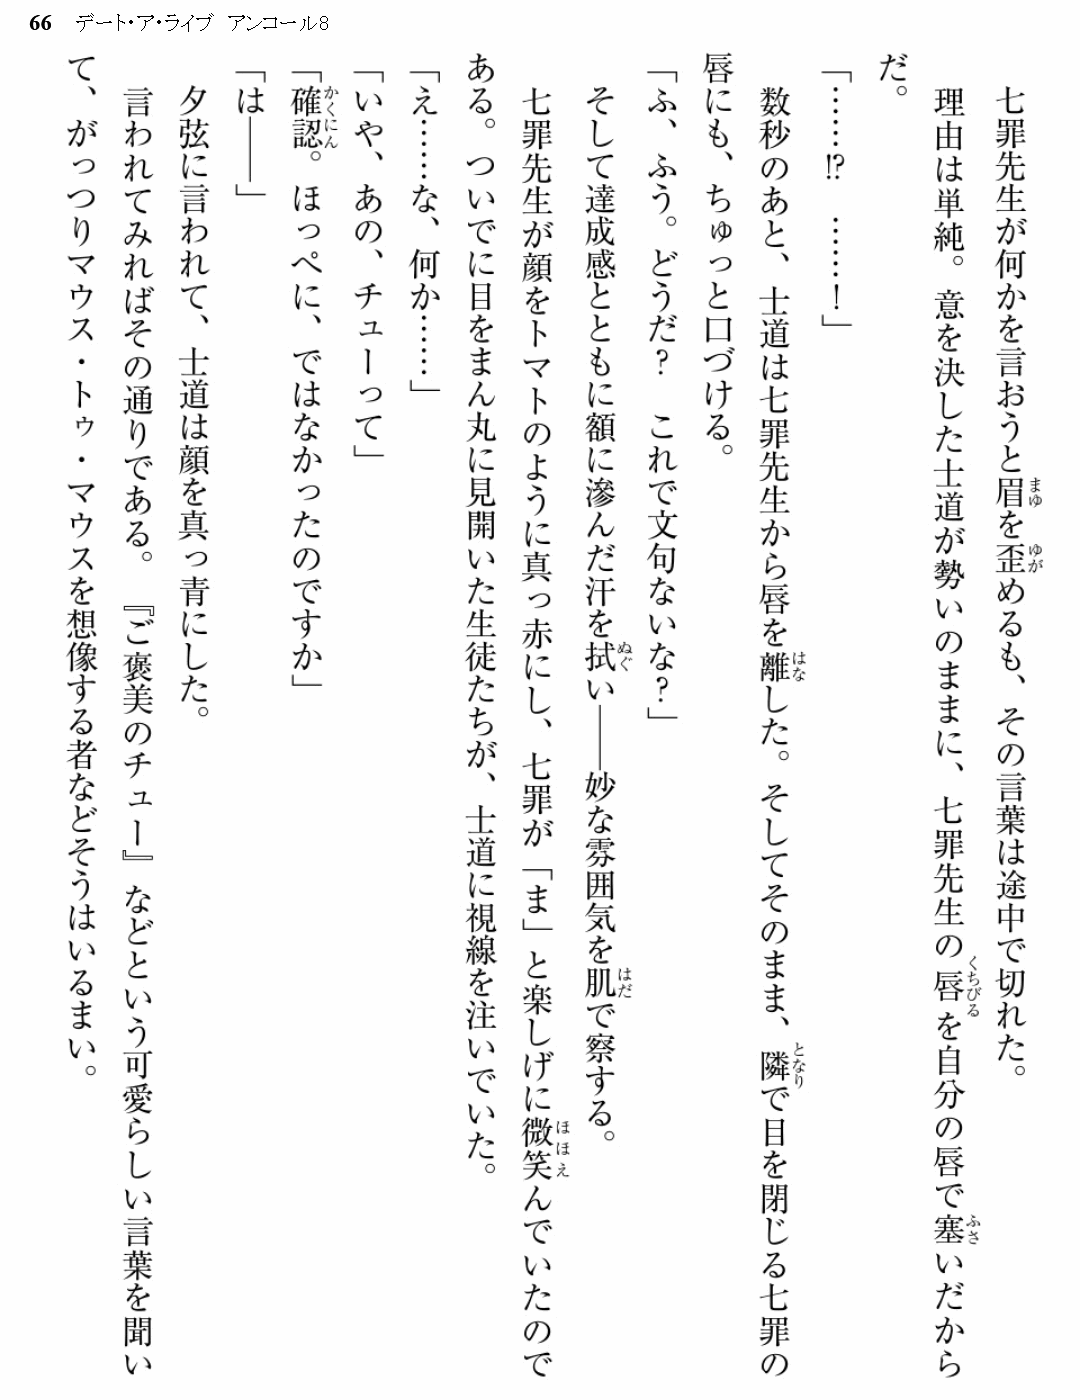 66　デート・ア・ライブ　アンコール8
　七罪先生が何かを言おうと眉を歪めるも、その言葉は途中で切れた。
　理由は単純。意を決した士道が勢いのままに、七罪先生の唇を自分の唇で塞いだから
だ。
「……!?　……！」
　数秒のあと、士道は七罪先生から唇を離した。そしてそのまま、隣で目を閉じる七罪の
唇にも、ちゅっと口づける。
「ふ、ふう。どうだ？　これで文句ないな？」
　そして達成感とともに額に滲んだ汗を拭い――妙な雰囲気を肌で察する。
　七罪先生が顔をトマトのように真っ赤にし、七罪が「ま」と楽しげに微笑んでいたので
ある。ついでに目をまん丸に見開いた生徒たちが、士道に視線を注いでいた。
「え……な、何か……」
「いや、あの、チューって」
「確認。ほっぺに、ではなかったのですか」
「は――」
　夕弦に言われて、士道は顔を真っ青にした。
　言われてみればその通りである。『ご褒美のチュー』などという可愛らしい言葉を聞い
て、がっつりマウス・トゥ・マウスを想像する者などそうはいるまい。